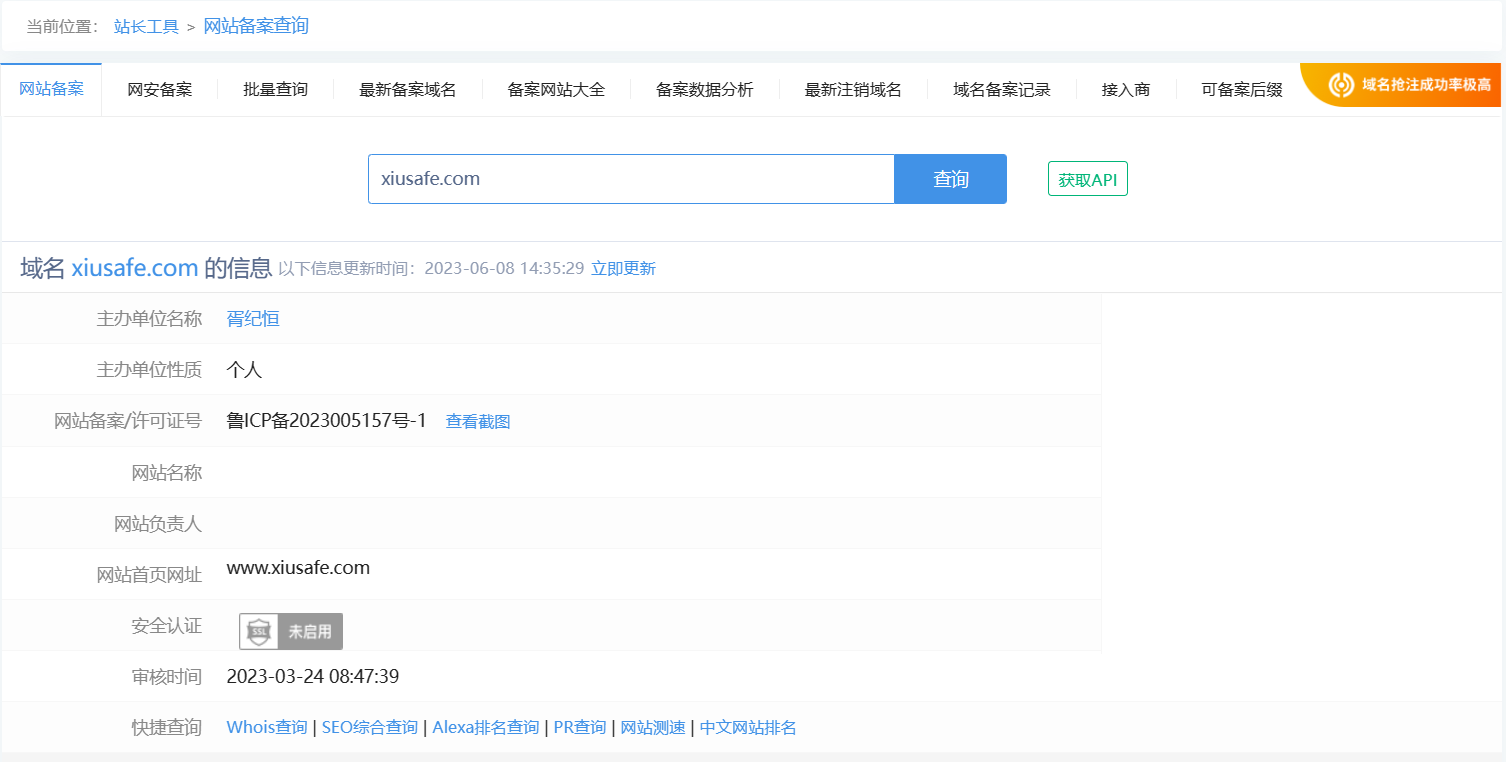 当前位置： 站长工具 > 网站备案查询
网站备案 网安备案 批量查询 最新备案域名 备案网站大全 备案数据分析 最新注销域名 域名备案记录 接入商 可备案后缀 域名抢注成功率极高
xiusafe.com 查询 获取API
域名 xiusafe.com 的信息 以下信息更新时间：2023-06-08 14:35:29 立即更新
主办单位名称 胥纪恒
主办单位性质 个人
网站备案/许可证号 鲁ICP备2023005157号-1 查看截图
网站名称
网站负责人
网站首页网址 www.xiusafe.com
安全认证 SSL 未启用
审核时间 2023-03-24 08:47:39
快捷查询 Whois查询 | SEO综合查询 | Alexa排名查询 | PR查询 | 网站测速 | 中文网站排名